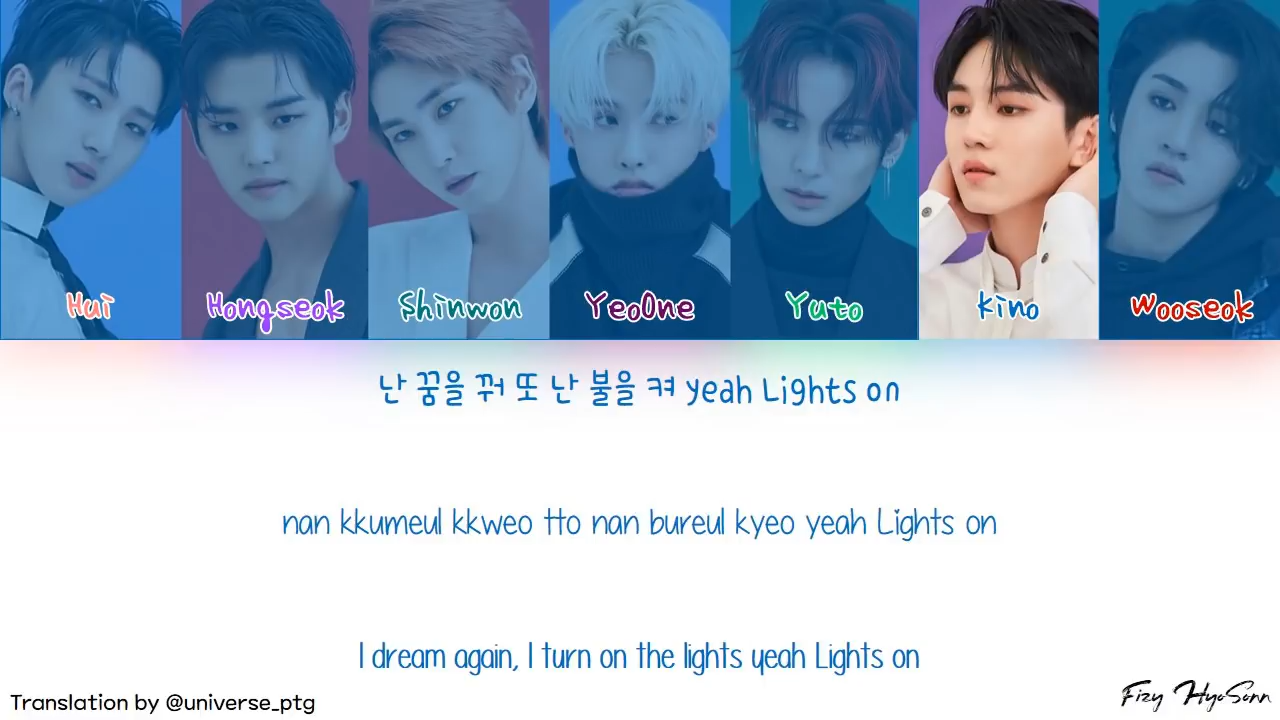 Hui
Hongseok
Shinwon
YeoOne
Yuto
Kino
Wooseok
난 꿈을 꿔 또 난 불을 켜 yeah Lights on
nan kkumeul kkweo tto nan bureul kyeo yeah Lights on
I dream again, I turn on the lights yeah Lights on
Translation by @universe_ptg
Fizy HyoSonn